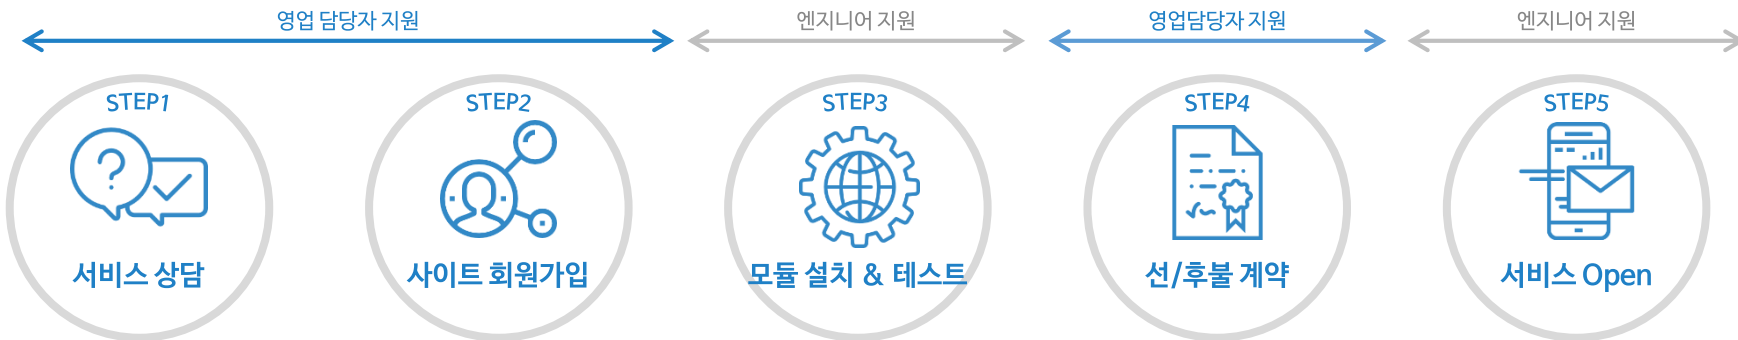 영업 담당자 지원
엔지니어 지원
영업담당자 지원
엔지니어 지원
STEP1
서비스 상담
STEP2
사이트 회원가입
STEP3
모듈 설치 & 테스트
STEP4
선/후불 계약
STEP5
서비스 Open